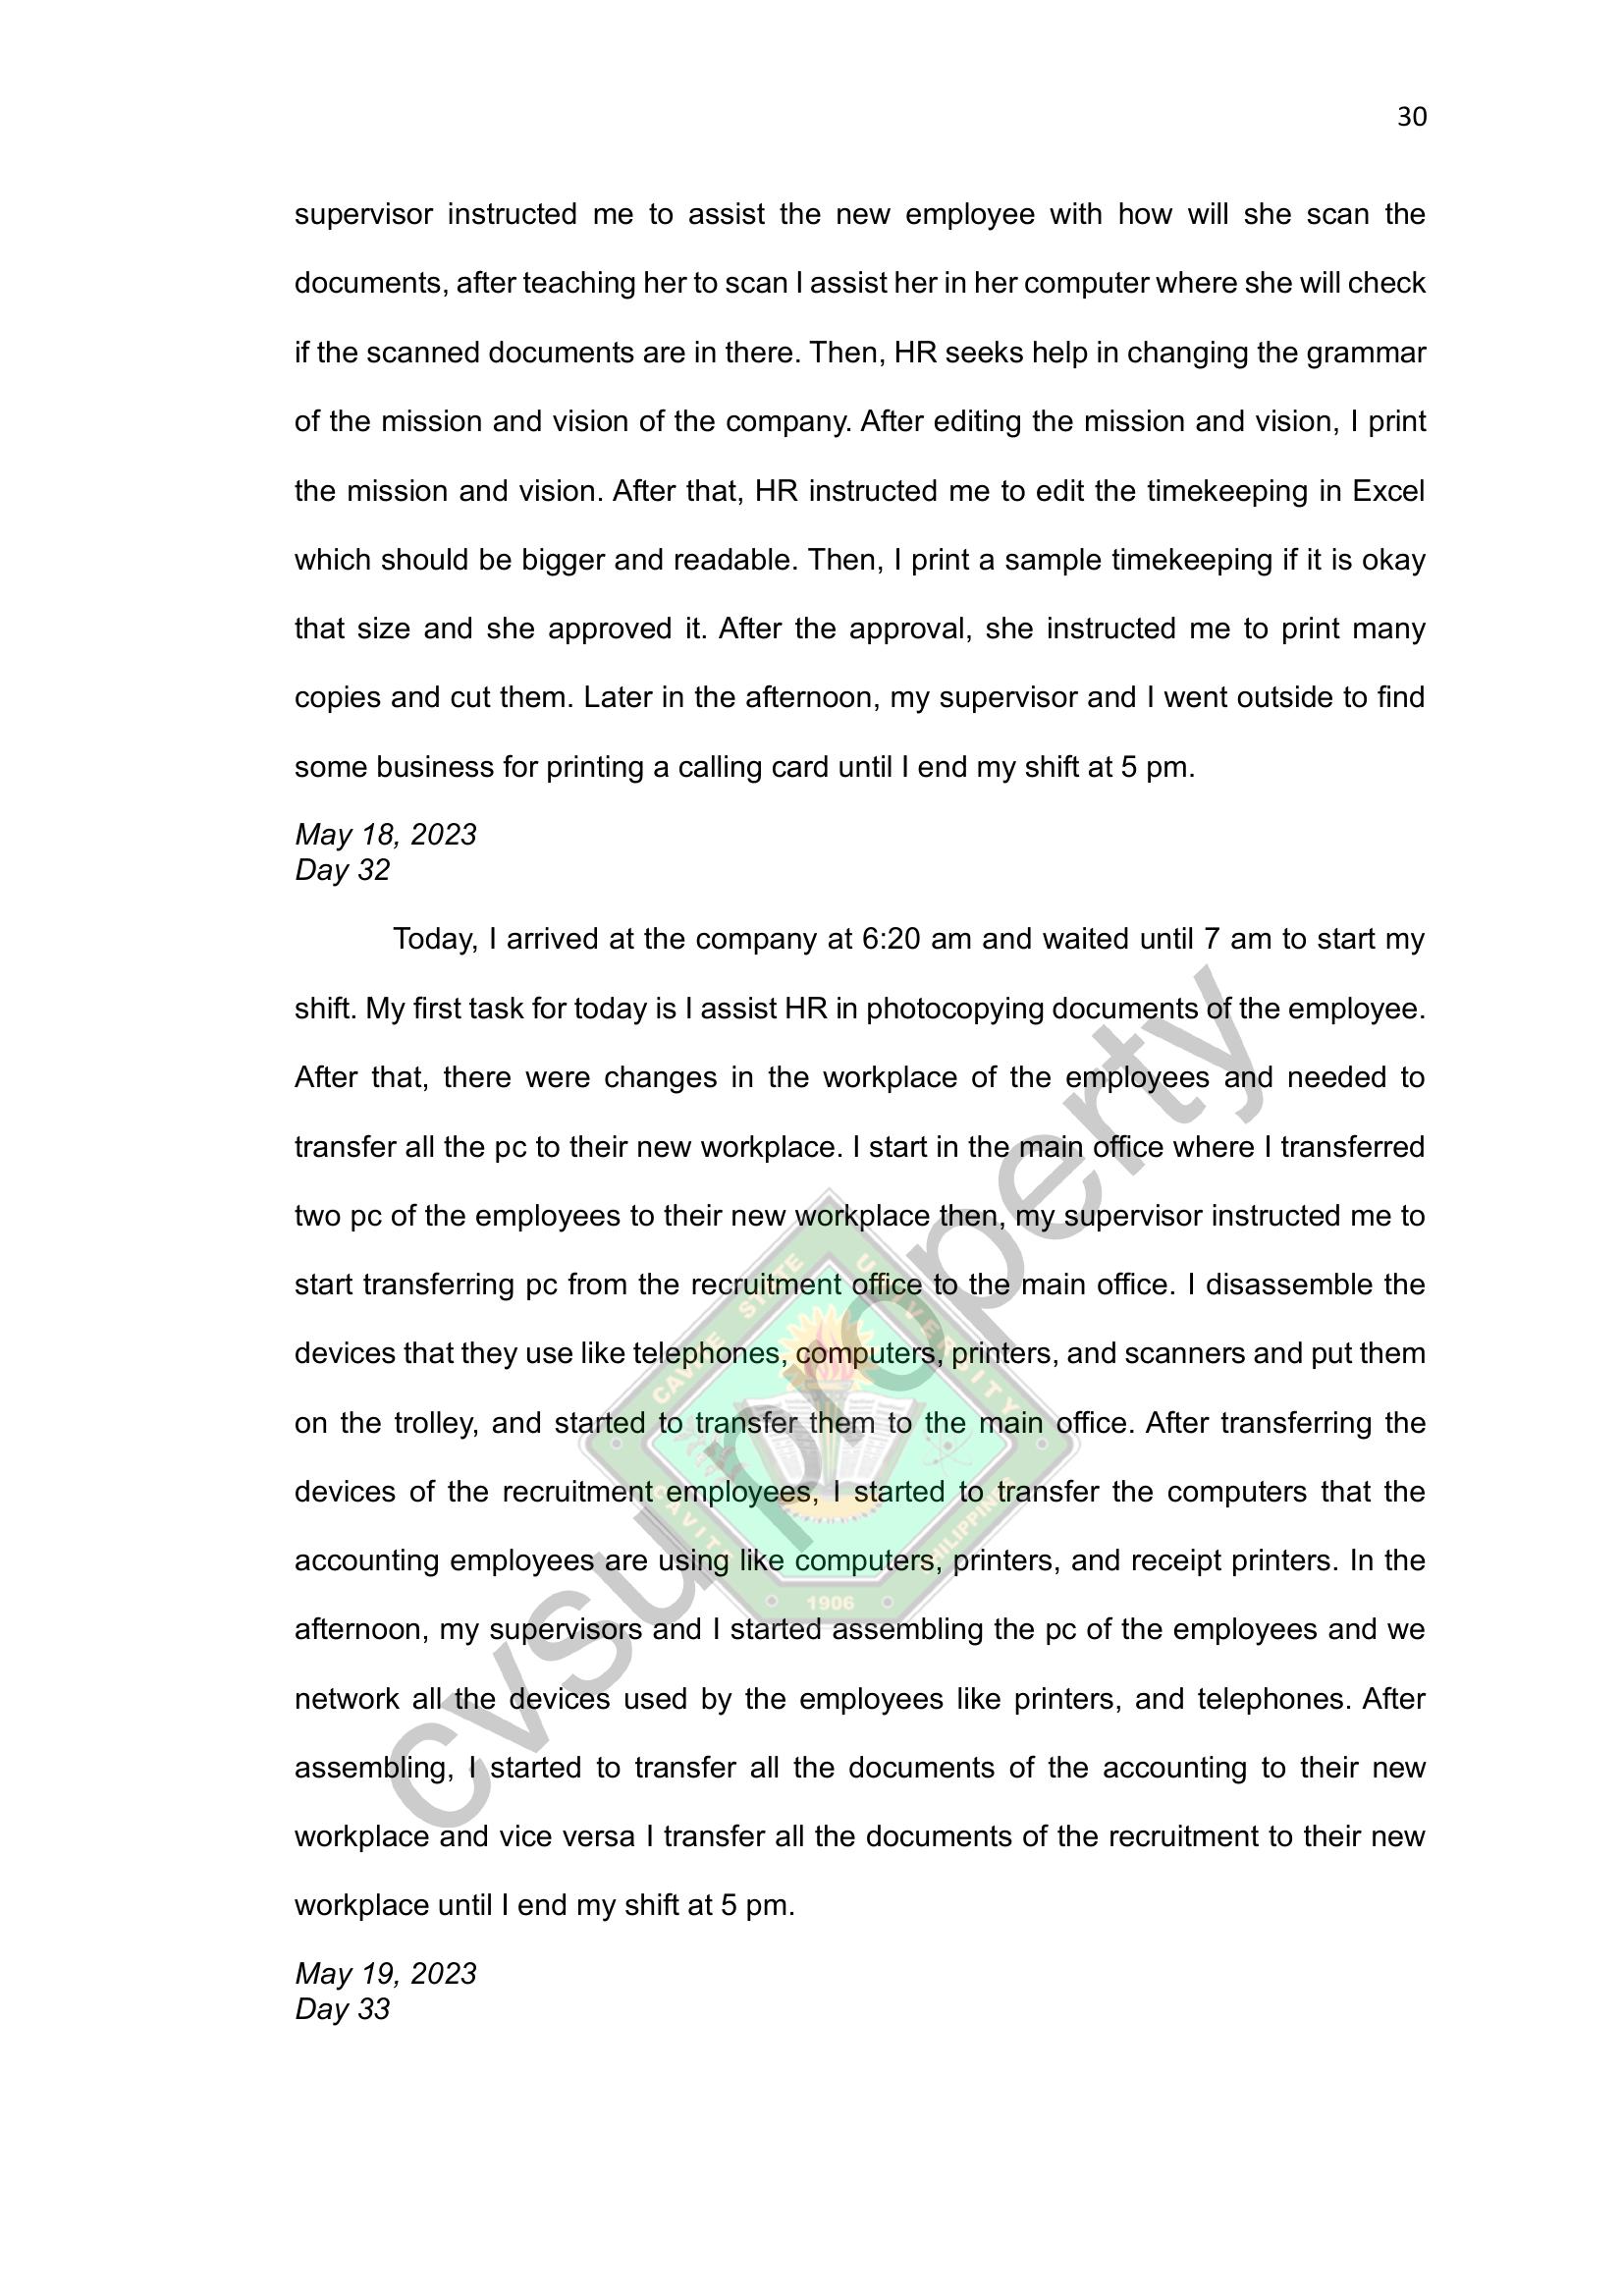 30
supervisor instructed me to assist the new employee with how will she scan the
documents, after teaching her to scan I assist her in her computer where she will check
if the scanned documents are in there. Then, HR seeks help in changing the grammar
of the mission and vision of the company. After editing the mission and vision, I print
the mission and vision. After that, HR instructed me to edit the timekeeping in Excel
which should be bigger and readable. Then, I print a sample timekeeping if it is okay
that size and she approved it. After the approval, she instructed me to print many
copies and cut them. Later in the afternoon, my supervisor and I went outside to find
some business for printing a calling card until I end my shift at 5 pm.
May 18, 2023
Day 32
Today, I arrived at the company at 6:20 am and waited until 7 am to start my
shift. My first task for today is I assist HR in photocopying documents of the employee.
After that, there were changes in the workplace of the employees and needed to
transfer all the pc to their new workplace. I start in the main office where I transferred
two pc of the employees to their new workplace then, my supervisor instructed me to
start transferring pc from the recruitment office to the main office. I disassemble the
devices that they use like telephones, computers, printers, and scanners and put them
on the trolley, and started to transfer them to the main office. After transferring the
devices of the recruitment employees, I started to transfer the computers that the
accounting employees are using like computers, printers, and receipt printers. In the
afternoon, my supervisors and I started assembling the pc of the employees and we
network all the devices used by the employees like printers, and telephones. After
assembling, I started to transfer all the documents of the accounting to their new
workplace and vice versa I transfer all the documents of the recruitment to their new
workplace until I end my shift at 5 pm.
May 19, 2023
Day 33
cvsu property
CAVITE STATE UNIVERSITY
CAVITE
PHILIPPINES
1906